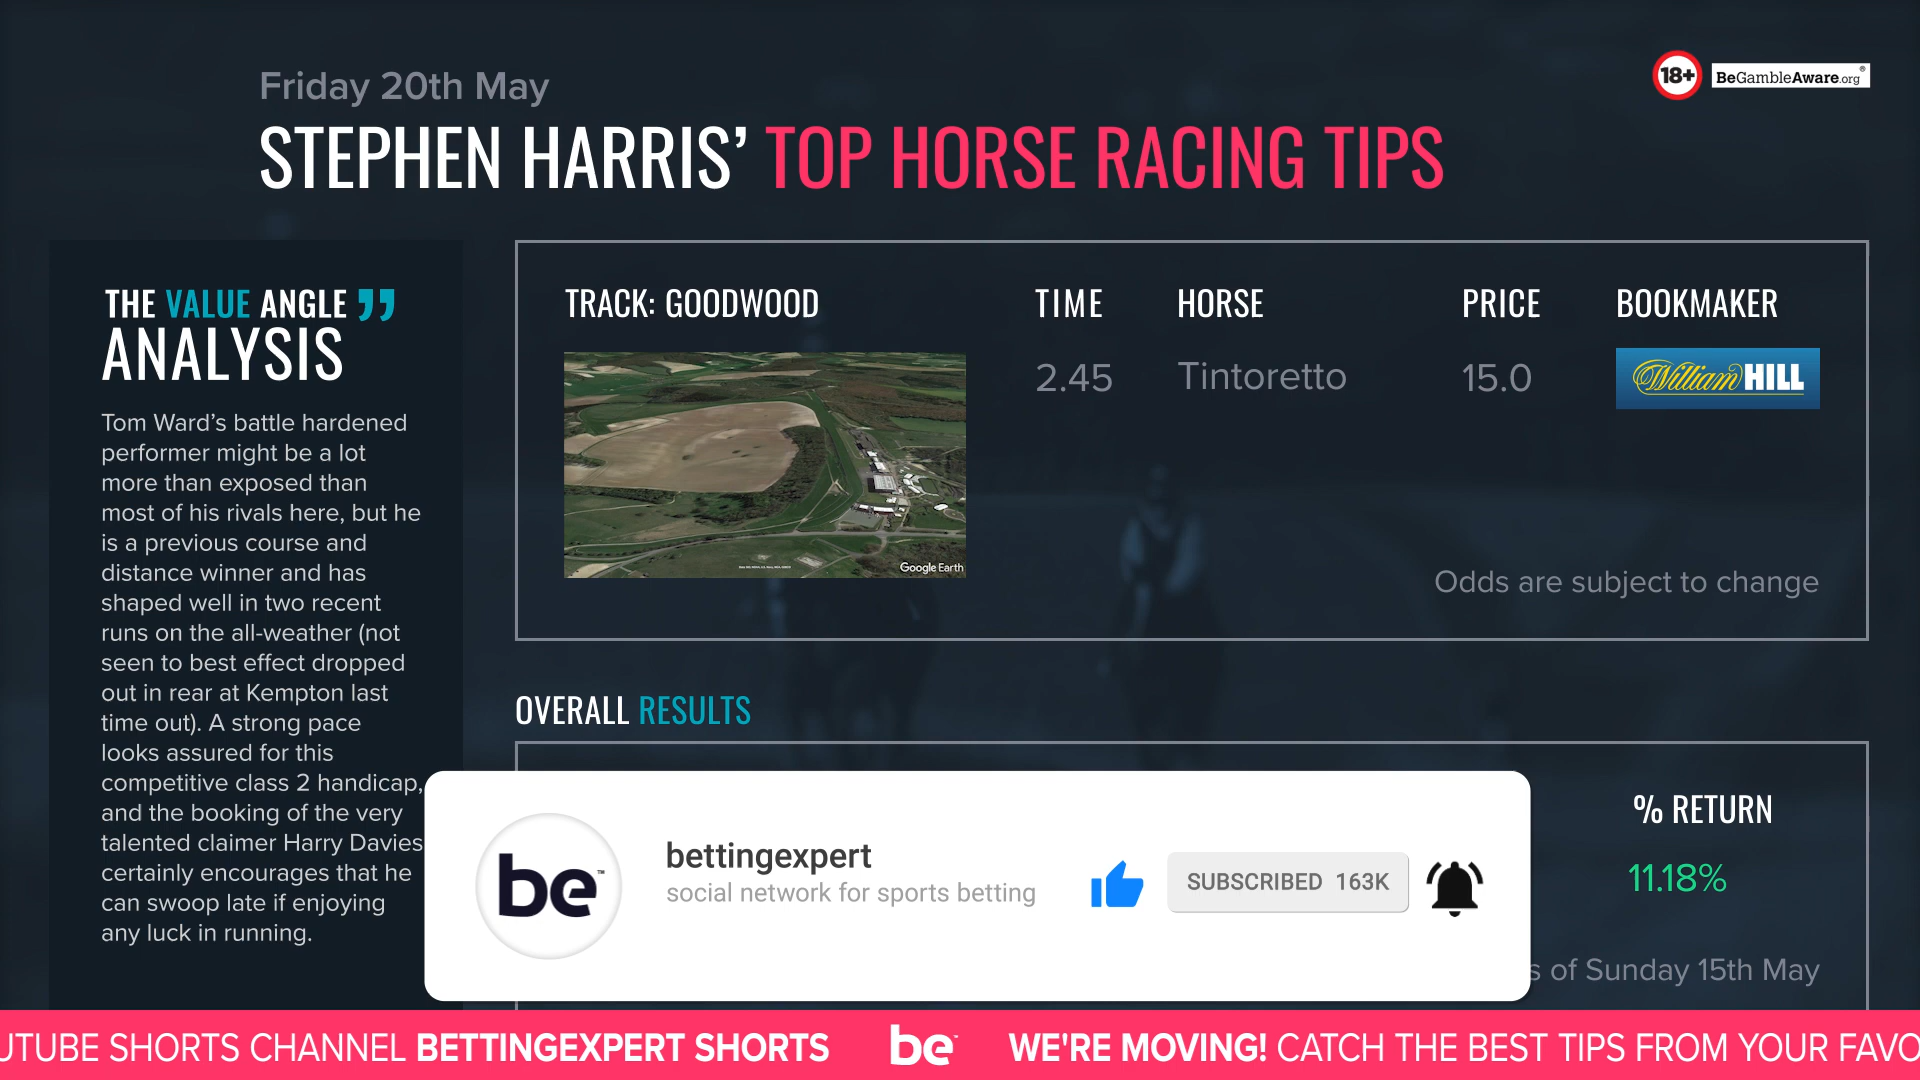 Friday 20th May
STEPHEN HARRIS’ TOP HORSE RACING TIPS
18+
BeGambleAware.org®
THE VALUE ANGLE ”
ANALYSIS
Tom Ward’s battle hardened
performer might be a lot
more than exposed than
most of his rivals here, but he
is a previous course and
distance winner and has
shaped well in two recent
runs on the all-weather (not
seen to best effect dropped
out in rear at Kempton last
time out). A strong pace
looks assured for this
competitive class 2 handicap,
and the booking of the very
talented claimer Harry Davies
certainly encourages that he
can swoop late if enjoying
any luck in running.
TRACK: GOODWOOD
TIME HORSE PRICE BOOKMAKER
2.45 Tintoretto 15.0 William HILL
Google Earth
Odds are subject to change
OVERALL RESULTS
% RETURN
11.18%
s of Sunday 15th May
be™
bettingexpert
social network for sports betting
SUBSCRIBED 163K
UTUBE SHORTS CHANNEL BETTINGEXPERT SHORTS be™ WE'RE MOVING! CATCH THE BEST TIPS FROM YOUR FAVO